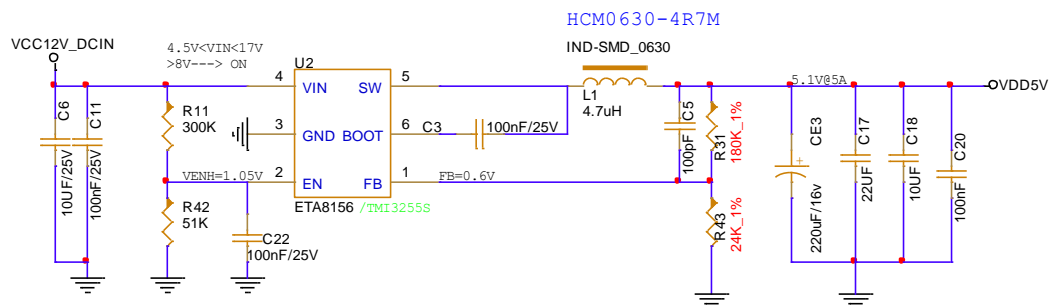 HCM0630-4R7M
VCC12V_DCIN
4.5V<VIN<17V
>8V---> ON
IND-SMD_0630
U2
4
VIN
SW
5
5.1V@5A
VDD5V
L1
4.7uH
C6
10UF/25V
C11
100nF/25V
R11
300K
3
GND
BOOT
6
C3
100nF/25V
C5
100pF
R31
180K_1%
CE3
220uF/16v
C17
22UF
C18
10UF
C20
100nF
VENH=1.05V
2
EN
FB
1
FB=0.6V
ETA8156 /TMI3255S
R42
51K
C22
100nF/25V
R43
24K_1%